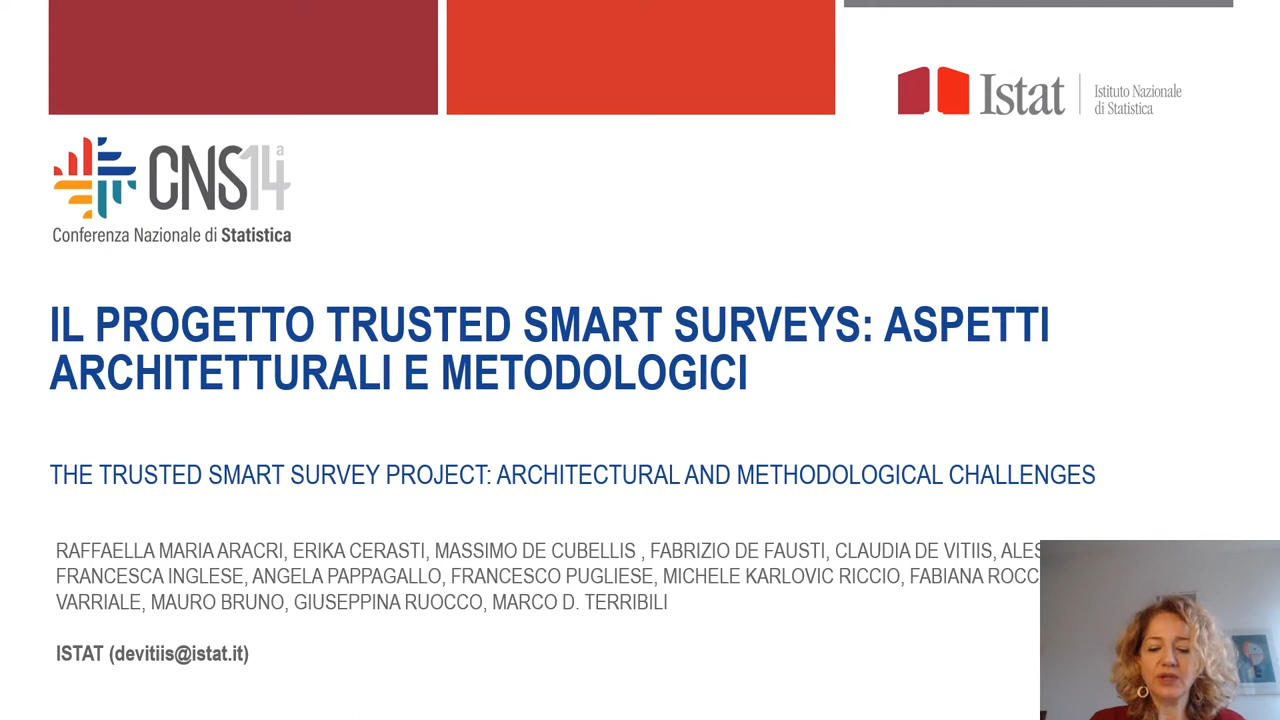 Istat
Istituto Nazionale
di Statistica
CNS14ª
Conferenza Nazionale di Statistica
IL PROGETTO TRUSTED SMART SURVEYS: ASPETTI
ARCHITETTURALI E METODOLOGICI
THE TRUSTED SMART SURVEY PROJECT: ARCHITECTURAL AND METHODOLOGICAL CHALLENGES
RAFFAELLA MARIA ARACRI, ERIKA CERASTI, MASSIMO DE CUBELLIS , FABRIZIO DE FAUSTI, CLAUDIA DE VITIIS,
FRANCESCA INGLESE, ANGELA PAPPAGALLO, FRANCESCO PUGLIESE, MICHELE KARLOVIC RICCIO, FABIANA
VARRIALE, MAURO BRUNO, GIUSEPPINA RUOCCO, MARCO D. TERRIBILI
ISTAT (devitiis@istat.it)